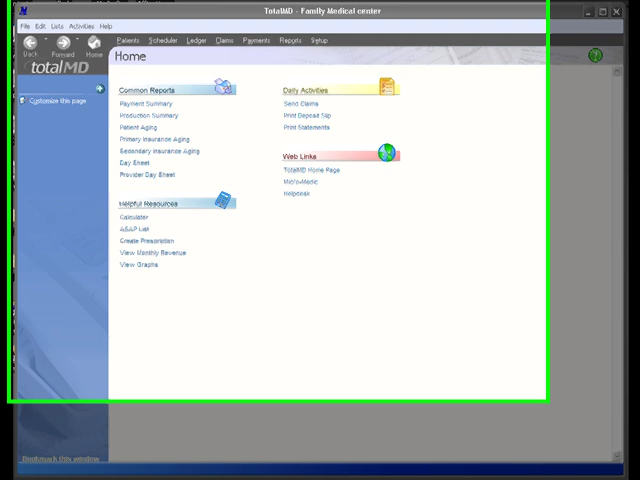 TotalMD - Family Medical center
File Edit Lists Activities Help
Back Forward Home
Patients Scheduler Ledger Claims Payments Reports Setup
totalMD
Home
Customize this page
Common Reports
Payment Summary
Production Summary
Patient Aging
Primary Insurance Aging
Secondary Insurance Aging
Day Sheet
Provider Day Sheet
Helpful Resources
Calculator
ASAP List
Create Prescription
View Monthly Revenue
View Graphs
Daily Activities
Send Claims
Print Deposit Slip
Print Statements
Web Links
TotalMD Home Page
Micro-Medic
Helpdesk
Bookmark this window